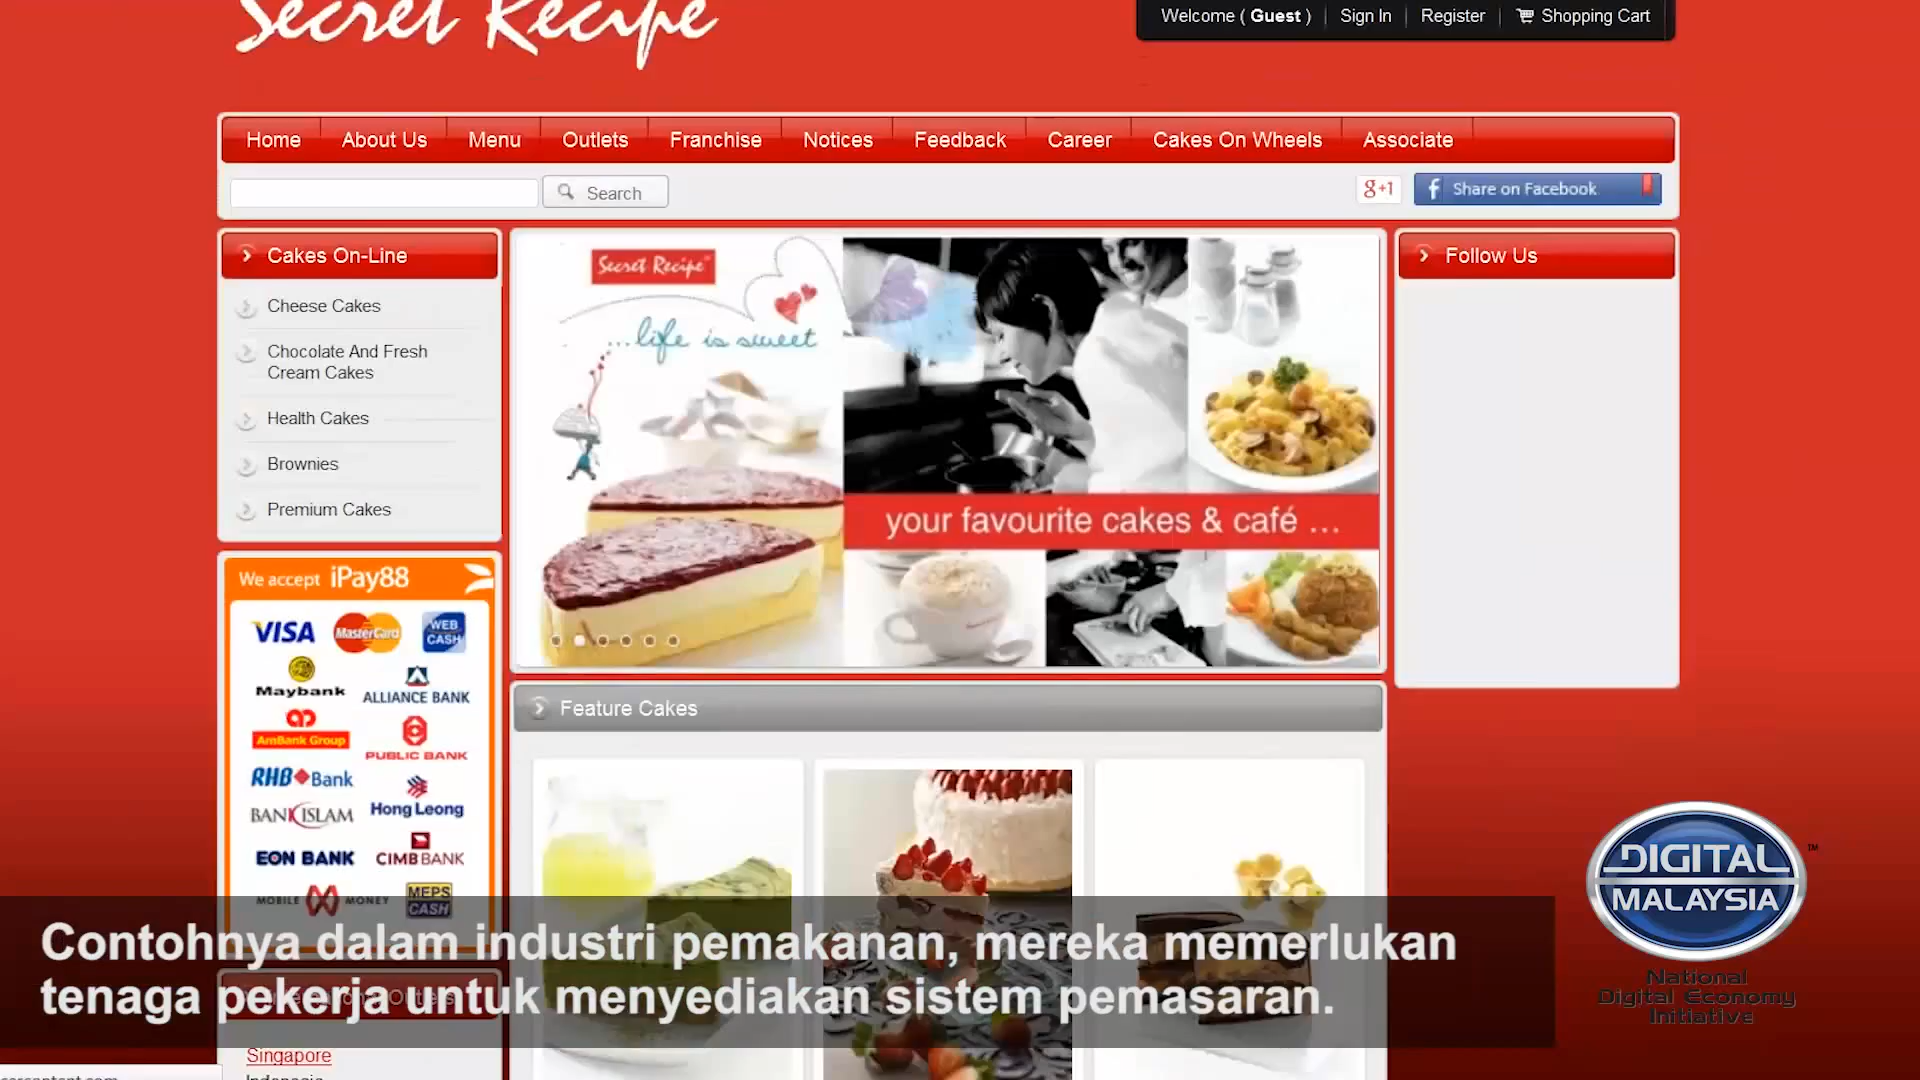 Secret Recipe
Welcome ( Guest )
Sign In
Register
Shopping Cart
Home
About Us
Menu
Outlets
Franchise
Notices
Feedback
Career
Cakes On Wheels
Associate
Search
g+1
Share on Facebook
Cakes On-Line
Cheese Cakes
Chocolate And Fresh
Cream Cakes
Health Cakes
Brownies
Premium Cakes
Secret Recipe
...life is sweet
your favourite cakes & café ...
Follow Us
We accept iPay88
VISA
MasterCard
WEB
CASH
Maybank
ALLIANCE BANK
AmBank Group
PUBLIC BANK
RHB Bank
BANK ISLAM
Hong Leong
EON BANK
CIMB BANK
MOBILE MONEY
MEPS
CASH
Feature Cakes
DIGITAL
MALAYSIA
TM
National
Digital Economy
Initiative
Contohnya dalam industri pemakanan, mereka memerlukan
tenaga pekerja untuk menyediakan sistem pemasaran.
Singapore
Indonesia